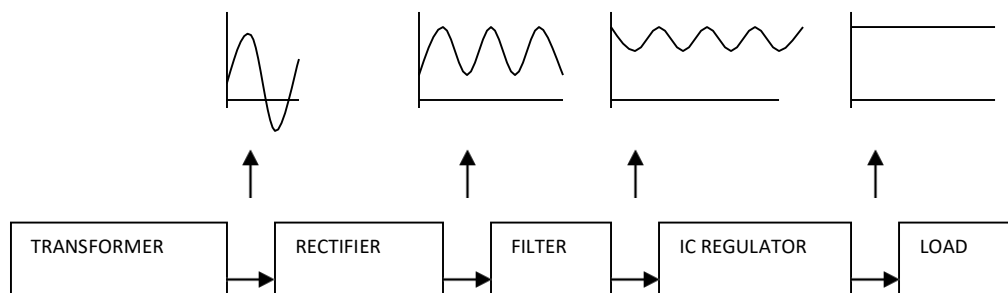 TRANSFORMER
RECTIFIER
FILTER
IC REGULATOR
LOAD